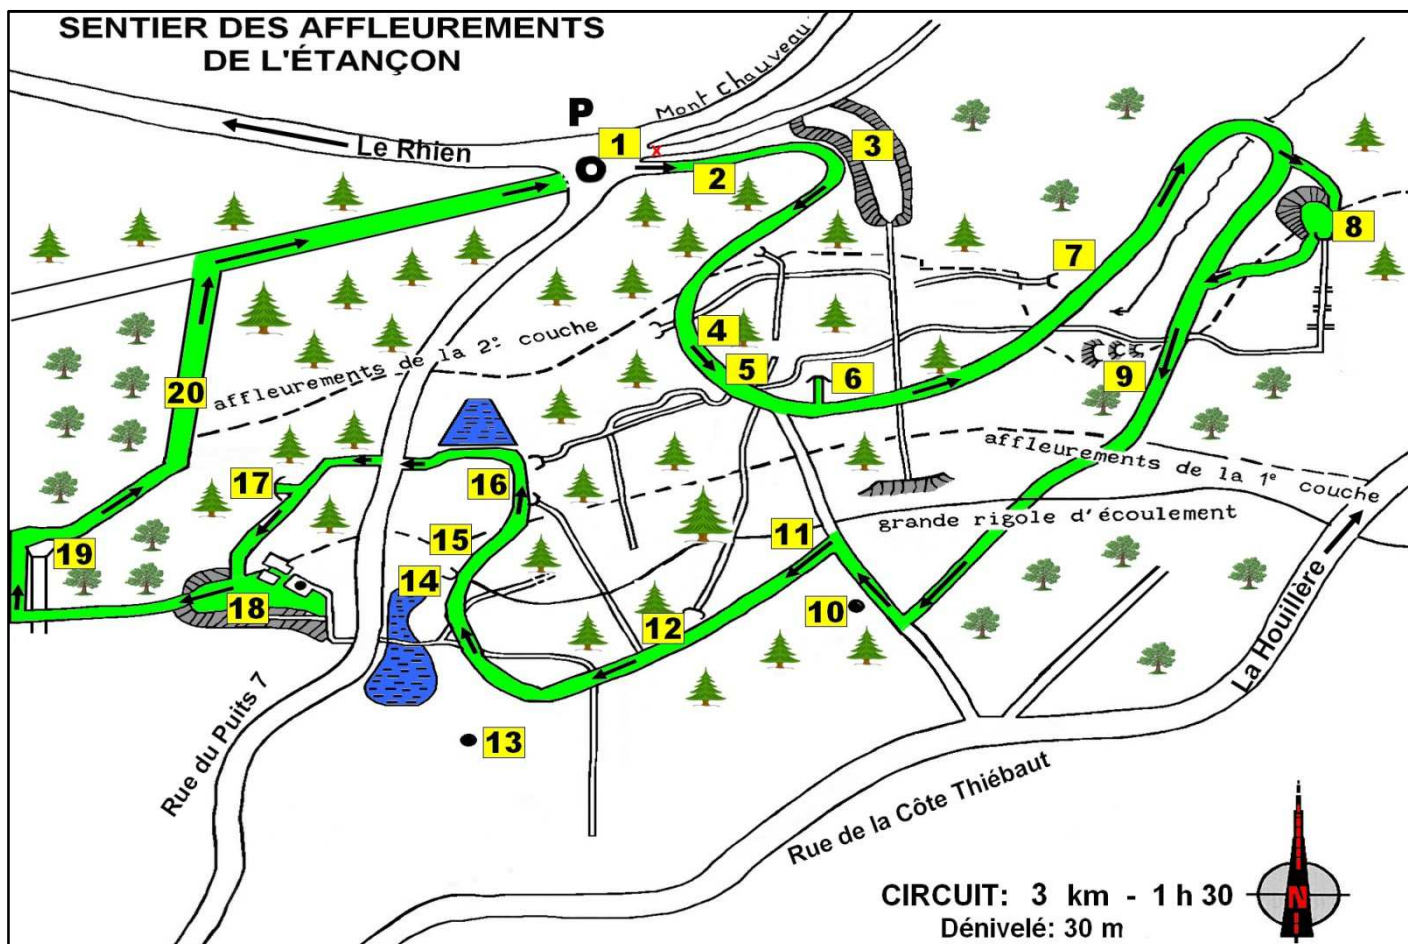 SENTIER DES AFFLEUREMENTS
DE L'ÉTANÇON
Mont Chauveau
P
Le Rhien
1
O
2
3
4
5
6
7
8
9
affleurements de la 2e couche
affleurements de la 1e couche
grande rigole d'écoulement
10
11
12
13
14
15
16
17
18
19
20
Rue du Puits 7
Rue de la Côte Thiébaut
La Houillère
CIRCUIT: 3 km - 1 h 30
Dénivelé: 30 m
N